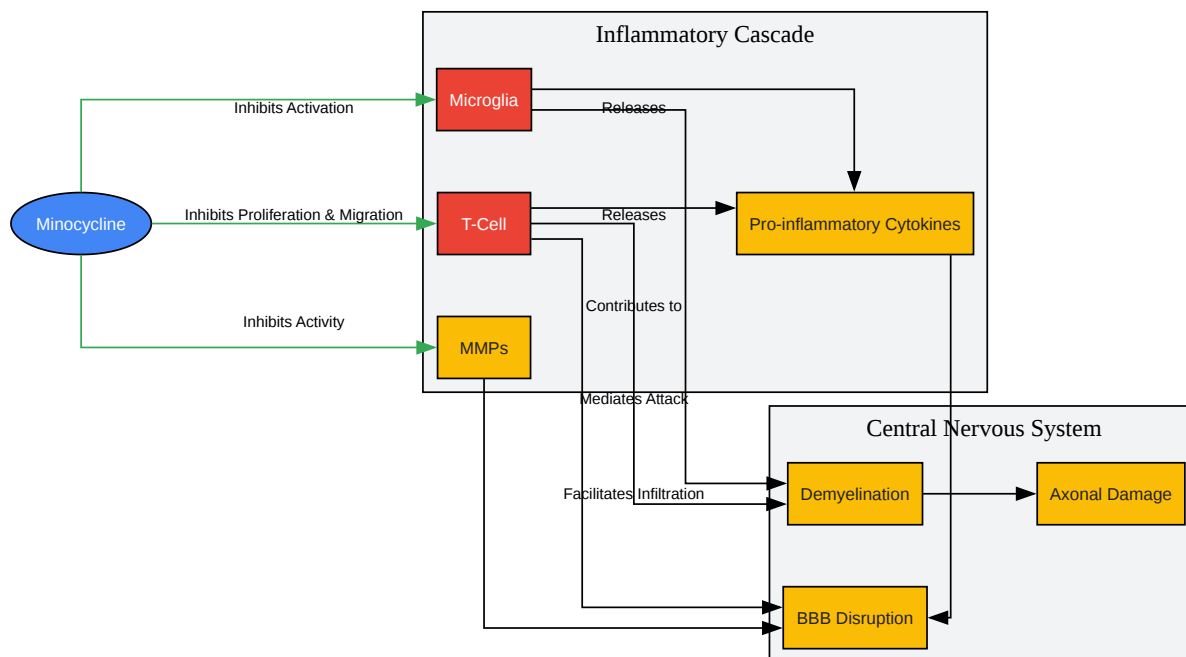 Inflammatory Cascade
Microglia
Inhibits Activation
Releases
Minocycline
Inhibits Proliferation & Migration
T-Cell
Releases
Pro-inflammatory Cytokines
Contributes to
Inhibits Activity
MMPs
Mediates Attack
Central Nervous System
Facilitates Infiltration
Demyelination
Axonal Damage
BBB Disruption